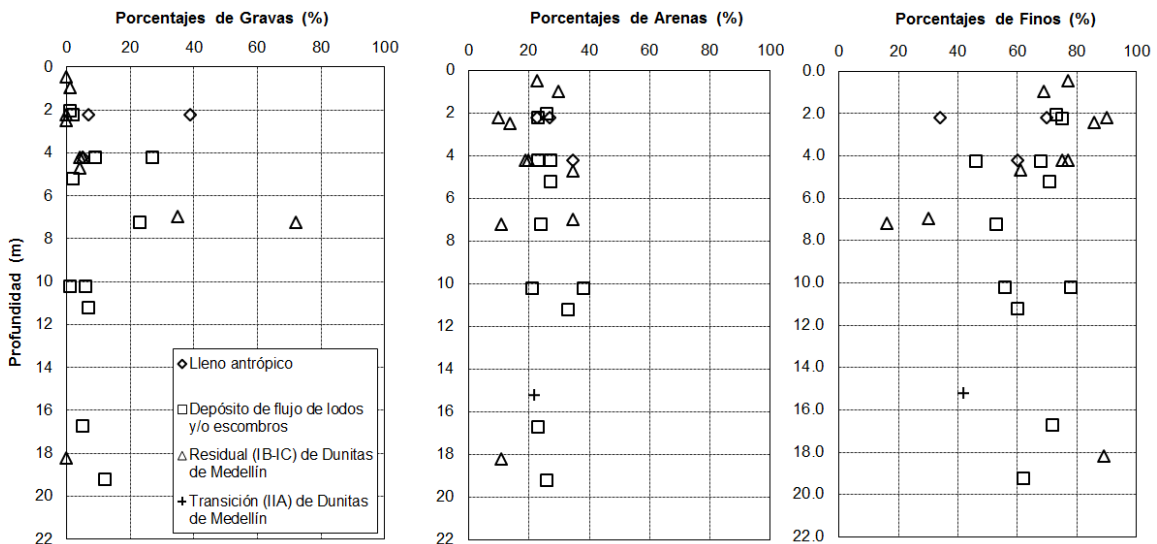 Porcentajes de Gravas (%)
0 20 40 60 80 100
0
2
4
6
8
10
12
14
16
18
20
22
Profundidad (m)
Lleno antrópico
Depósito de flujo de lodos
y/o escombros
Residual (IB-IC) de Dunitas
de Medellín
Transición (IIA) de Dunitas
de Medellín
Porcentajes de Arenas (%)
0 20 40 60 80 100
0
2
4
6
8
10
12
14
16
18
20
22
Porcentajes de Finos (%)
0 20 40 60 80 100
0.0
2.0
4.0
6.0
8.0
10.0
12.0
14.0
16.0
18.0
20.0
22.0